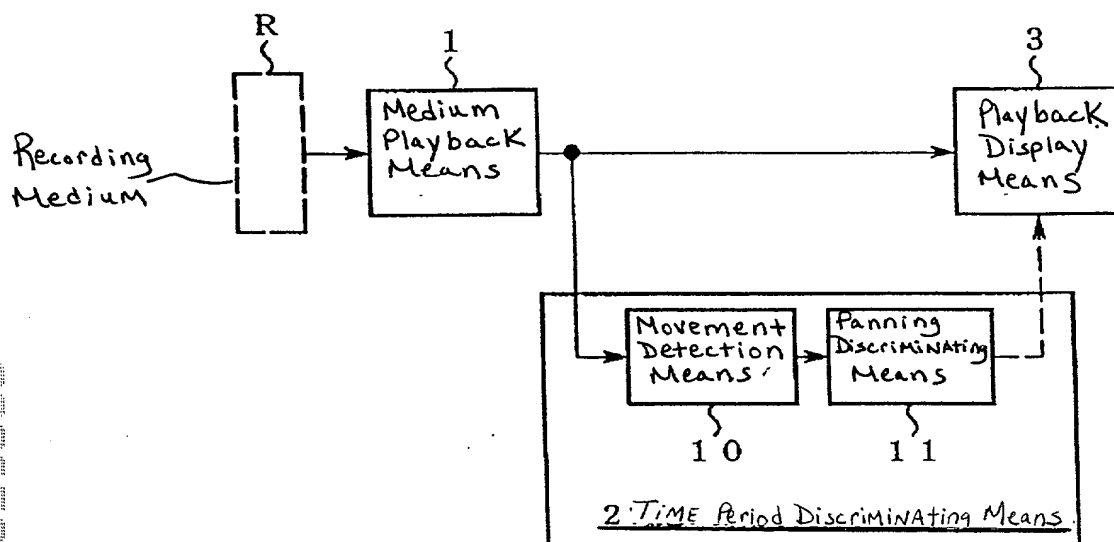 R
1
3
Recording
Medium
Medium
Playback
Means
Playback
Display
Means
Movement
Detection
Means
Panning
Discriminating
Means
10
11
2 Time Period Discriminating Means